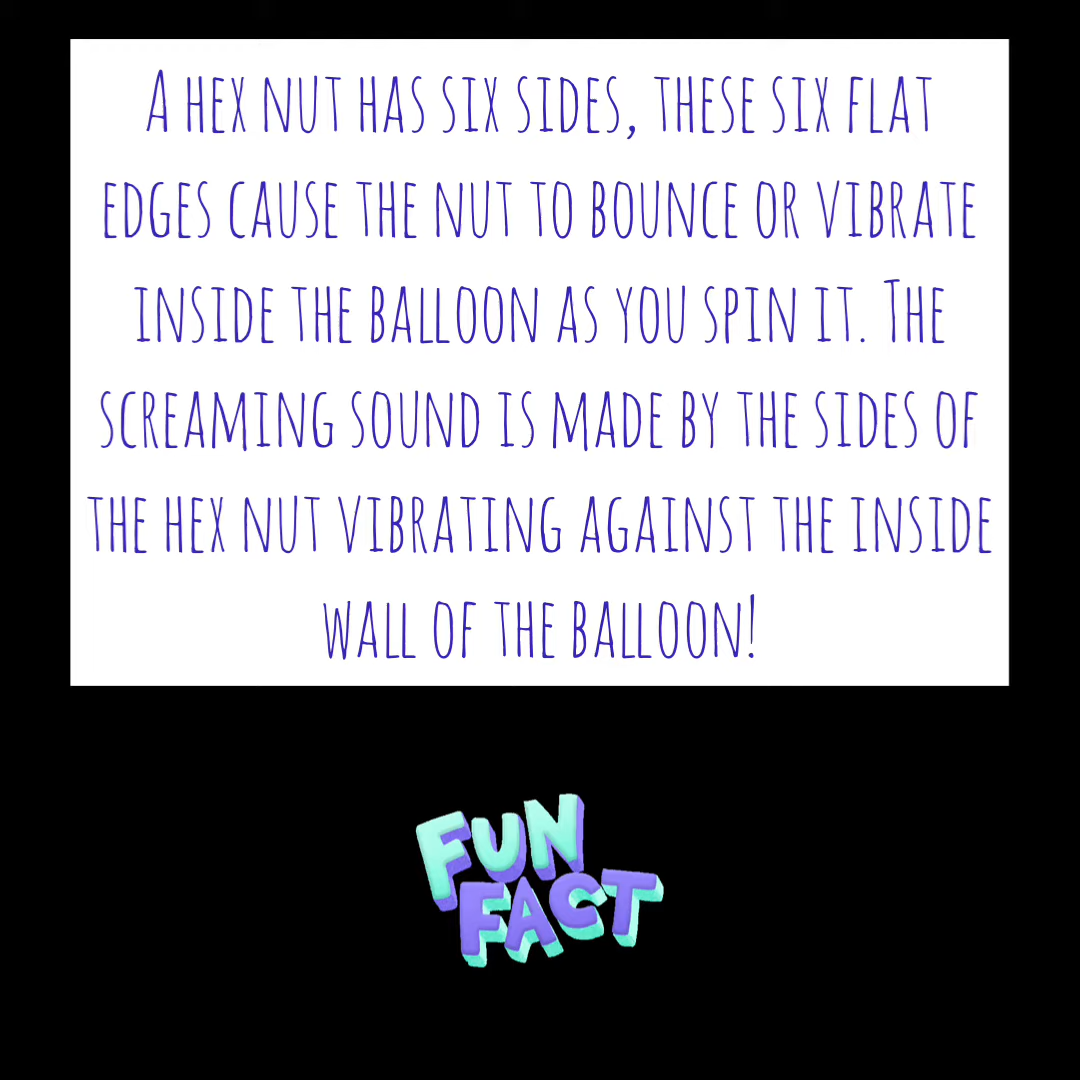 A HEX NUT HAS SIX SIDES, THESE SIX FLAT
EDGES CAUSE THE NUT TO BOUNCE OR VIBRATE
INSIDE THE BALLOON AS YOU SPIN IT. THE
SCREAMING SOUND IS MADE BY THE SIDES OF
THE HEX NUT VIBRATING AGAINST THE INSIDE
WALL OF THE BALLOON!
FUN
FACT